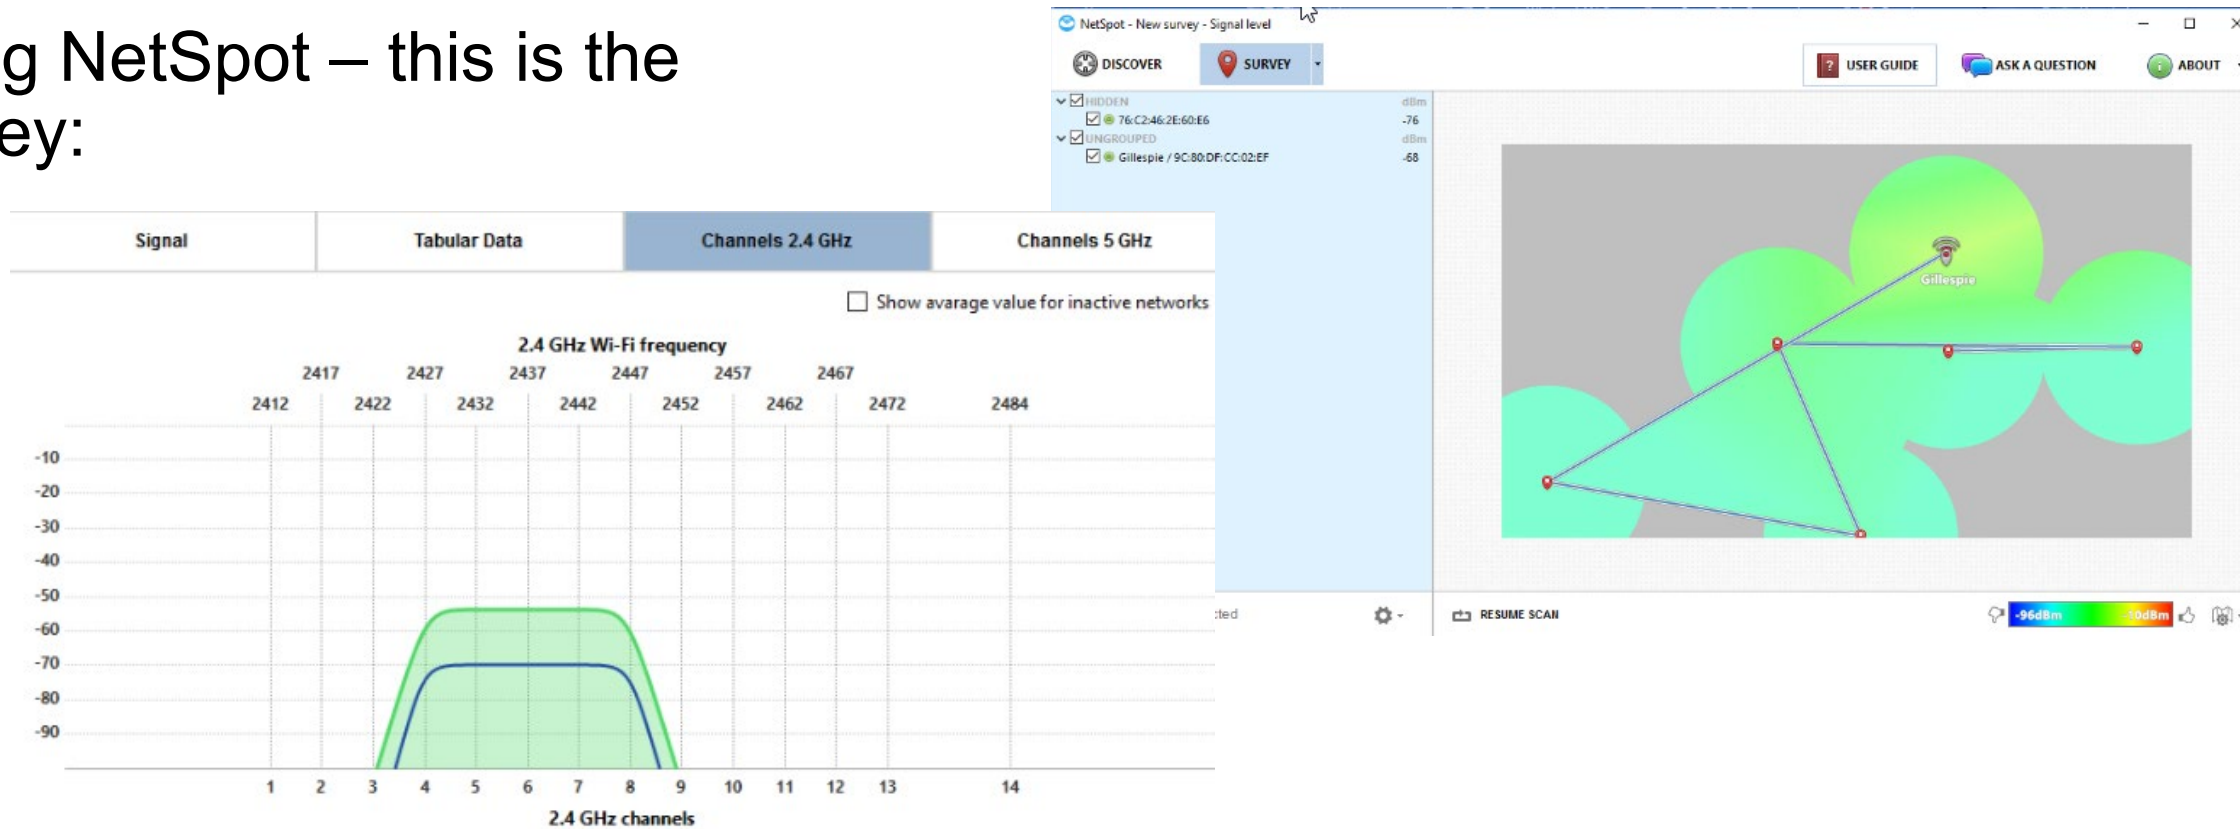 g NetSpot – this is the
ey:
NetSpot - New survey - Signal level
DISCOVER SURVEY USER GUIDE ASK A QUESTION ABOUT
HIDDEN dBm
76:C2:46:2E:60:E6 -76
UNGROUPED dBm
Gillespie / 9C:80:DF:CC:02:EF -68
Gillespie
cted RESUME SCAN -96dBm -10dBm
Signal Tabular Data Channels 2.4 GHz Channels 5 GHz
Show avarage value for inactive networks
2.4 GHz Wi-Fi frequency
2417 2427 2437 2447 2457 2467
2412 2422 2432 2442 2452 2462 2472 2484
-10
-20
-30
-40
-50
-60
-70
-80
-90
1 2 3 4 5 6 7 8 9 10 11 12 13 14
2.4 GHz channels